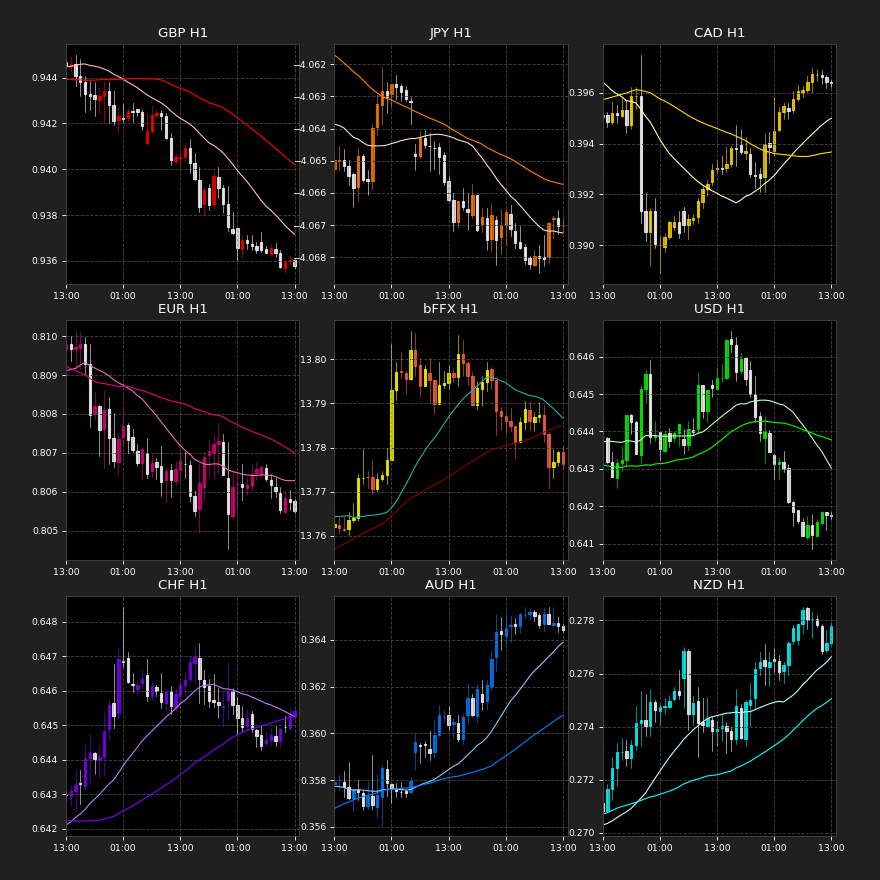 GBP H1 JPY H1 CAD H1
0.944 0.942 0.940 0.938 0.936
−4.062 −4.063 −4.064 −4.065 −4.066 −4.067 −4.068
0.396 0.394 0.392 0.390
13:00 01:00 13:00 01:00 13:00 13:00 01:00 13:00 01:00 13:00 13:00 01:00 13:00 01:00 13:00
EUR H1 bFFX H1 USD H1
0.810 0.809 0.808 0.807 0.806 0.805
13.80 13.79 13.78 13.77 13.76
0.646 0.645 0.644 0.643 0.642 0.641
13:00 01:00 13:00 01:00 13:00 13:00 01:00 13:00 01:00 13:00 13:00 01:00 13:00 01:00 13:00
CHF H1 AUD H1 NZD H1
0.648 0.647 0.646 0.645 0.644 0.643 0.642
0.364 0.362 0.360 0.358 0.356
0.278 0.276 0.274 0.272 0.270
13:00 01:00 13:00 01:00 13:00 13:00 01:00 13:00 01:00 13:00 13:00 01:00 13:00 01:00 13:00